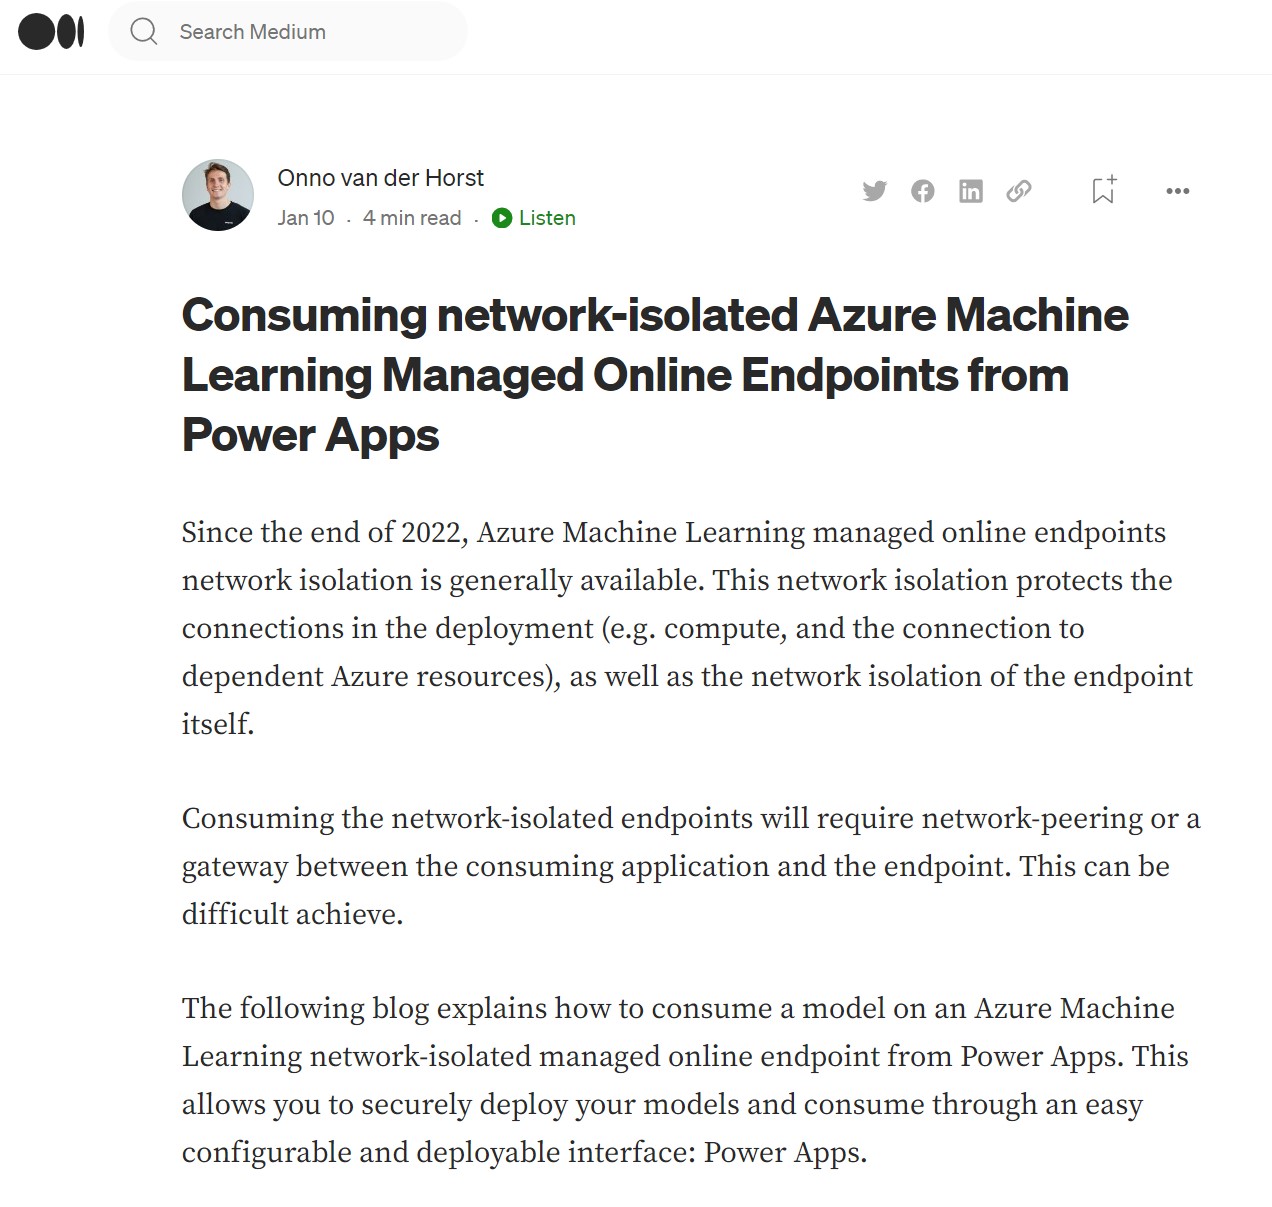 Search Medium
Onno van der Horst
Jan 10 · 4 min read · Listen
Consuming network-isolated Azure Machine
Learning Managed Online Endpoints from
Power Apps
Since the end of 2022, Azure Machine Learning managed online endpoints
network isolation is generally available. This network isolation protects the
connections in the deployment (e.g. compute, and the connection to
dependent Azure resources), as well as the network isolation of the endpoint
itself.
Consuming the network-isolated endpoints will require network-peering or a
gateway between the consuming application and the endpoint. This can be
difficult achieve.
The following blog explains how to consume a model on an Azure Machine
Learning network-isolated managed online endpoint from Power Apps. This
allows you to securely deploy your models and consume through an easy
configurable and deployable interface: Power Apps.